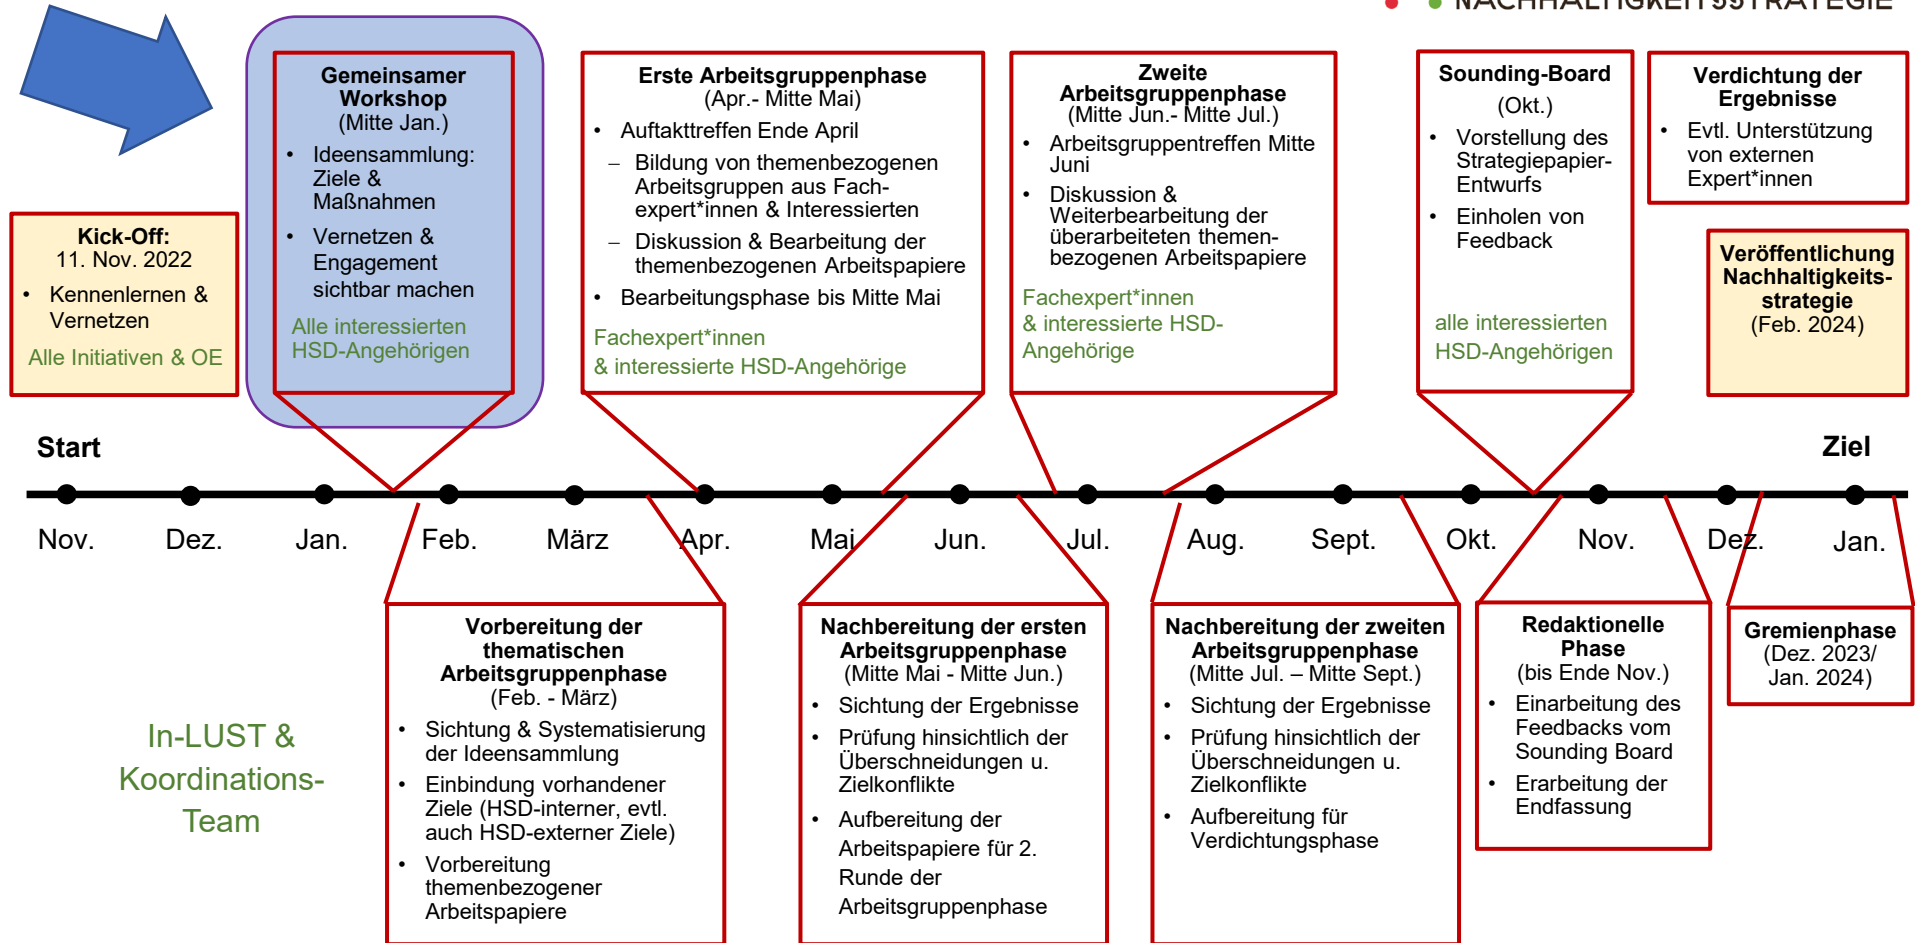 NACHHALTIGKEITSSTRATEGIE
Gemeinsamer
Workshop
(Mitte Jan.)
• Ideensammlung:
Ziele &
Maßnahmen
• Vernetzen &
Engagement
sichtbar machen
Alle interessierten
HSD-Angehörigen
Erste Arbeitsgruppenphase
(Apr.- Mitte Mai)
• Auftakttreffen Ende April
– Bildung von themenbezogenen
Arbeitsgruppen aus Fach-
expert*innen & Interessierten
– Diskussion & Bearbeitung der
themenbezogenen Arbeitspapiere
• Bearbeitungsphase bis Mitte Mai
Fachexpert*innen
& interessierte HSD-Angehörige
Zweite
Arbeitsgruppenphase
(Mitte Jun.- Mitte Jul.)
• Arbeitsgruppentreffen Mitte
Juni
• Diskussion &
Weiterbearbeitung der
überarbeiteten themen-
bezogenen Arbeitspapiere
Fachexpert*innen
& interessierte HSD-
Angehörige
Sounding-Board
(Okt.)
• Vorstellung des
Strategiepapier-
Entwurfs
• Einholen von
Feedback
alle interessierten
HSD-Angehörigen
Verdichtung der
Ergebnisse
• Evtl. Unterstützung
von externen
Expert*innen
Kick-Off:
11. Nov. 2022
• Kennenlernen &
Vernetzen
Alle Initiativen & OE
Veröffentlichung
Nachhaltigkeits-
strategie
(Feb. 2024)
Start
Ziel
Nov. Dez. Jan. Feb. März Apr. Mai Jun. Jul. Aug. Sept. Okt. Nov. Dez. Jan.
In-LUST &
Koordinations-
Team
Vorbereitung der
thematischen
Arbeitsgruppenphase
(Feb. - März)
• Sichtung & Systematisierung
der Ideensammlung
• Einbindung vorhandener
Ziele (HSD-interner, evtl.
auch HSD-externer Ziele)
• Vorbereitung
themenbezogener
Arbeitspapiere
Nachbereitung der ersten
Arbeitsgruppenphase
(Mitte Mai - Mitte Jun.)
• Sichtung der Ergebnisse
• Prüfung hinsichtlich der
Überschneidungen u.
Zielkonflikte
• Aufbereitung der
Arbeitspapiere für 2.
Runde der
Arbeitsgruppenphase
Nachbereitung der zweiten
Arbeitsgruppenphase
(Mitte Jul. – Mitte Sept.)
• Sichtung der Ergebnisse
• Prüfung hinsichtlich der
Überschneidungen u.
Zielkonflikte
• Aufbereitung für
Verdichtungsphase
Redaktionelle
Phase
(bis Ende Nov.)
• Einarbeitung des
Feedbacks vom
Sounding Board
• Erarbeitung der
Endfassung
Gremienphase
(Dez. 2023/
Jan. 2024)